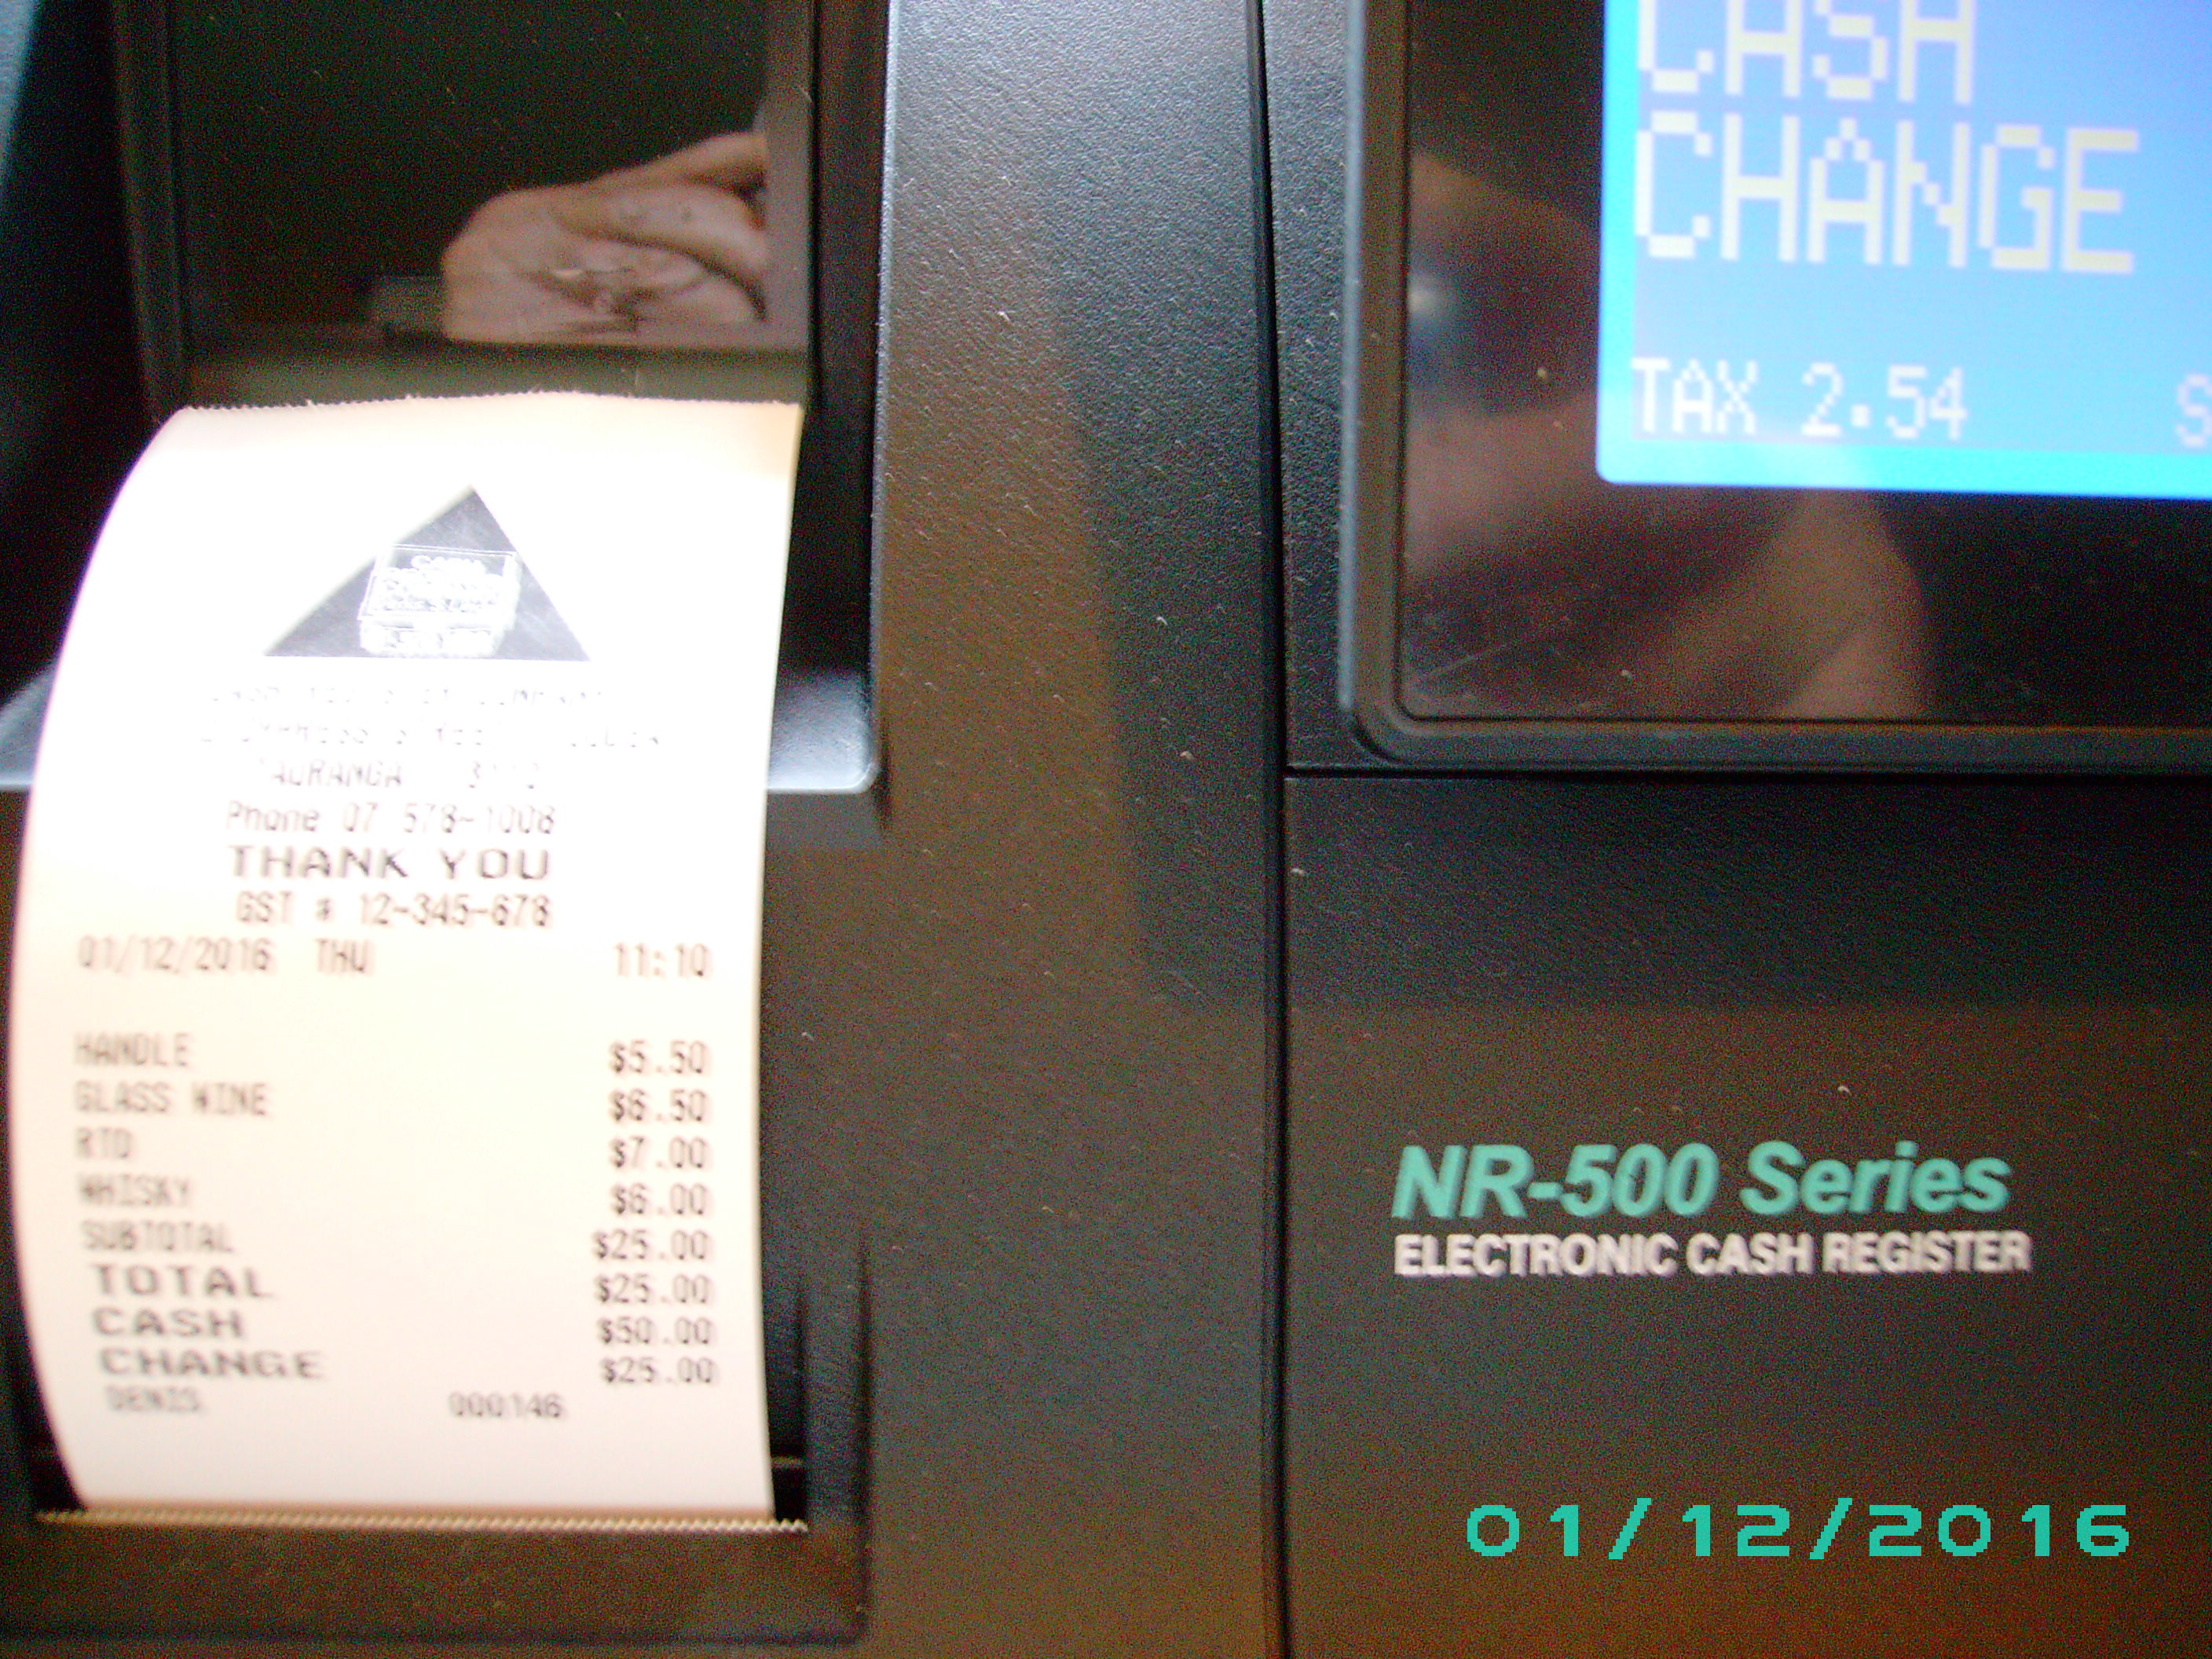 CASH
CHANGE
TAX 2.54
TAURANGA
Phone 07 578-1008
THANK YOU
GST # 12-345-678
01/12/2016 THU 11:10
HANDLE $5.50
GLASS WINE $6.50
RTD $7.00
WHISKY $6.00
SUBTOTAL $25.00
TOTAL $25.00
CASH $50.00
CHANGE $25.00
DENIS 000146
NR-500 Series
ELECTRONIC CASH REGISTER
01/12/2016